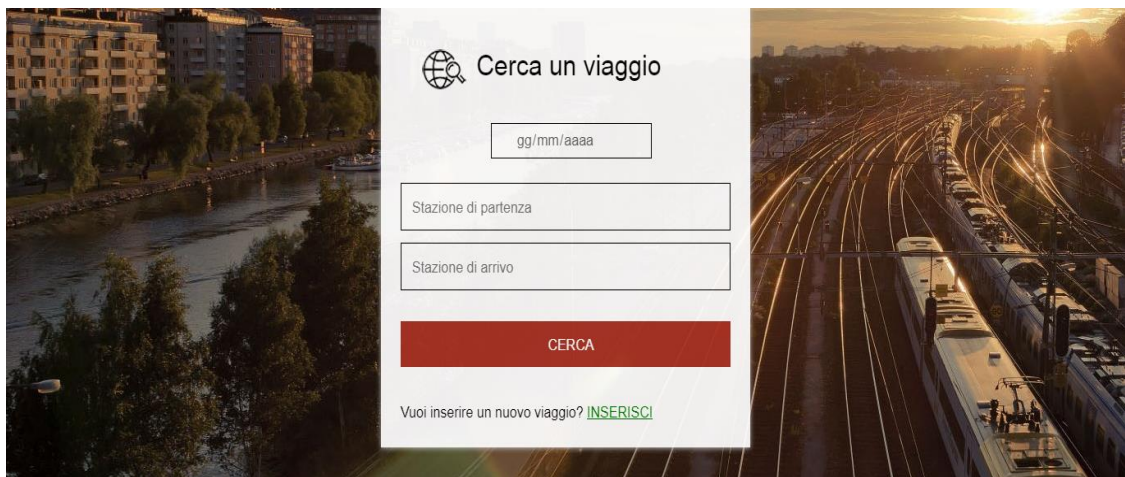 Cerca un viaggio
gg/mm/aaaa
Stazione di partenza
Stazione di arrivo
CERCA
Vuoi inserire un nuovo viaggio? INSERISCI